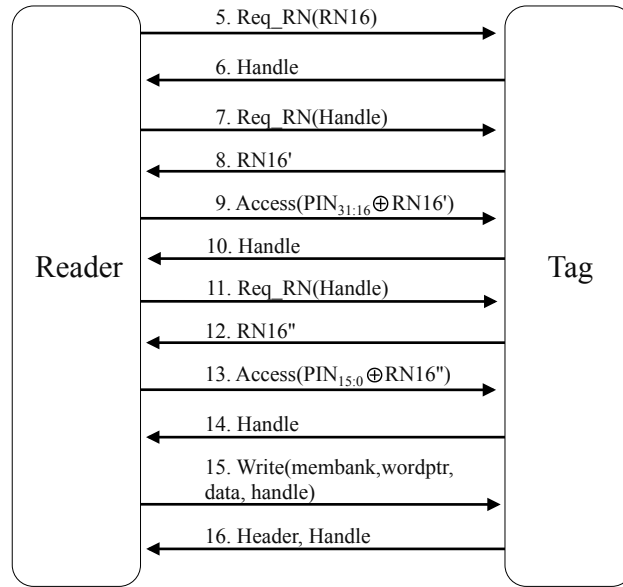 5. Req_RN(RN16)
6. Handle
7. Req_RN(Handle)
8. RN16'
9. Access(PIN₃₁:₁₆⊕RN16')
10. Handle
Reader
Tag
11. Req_RN(Handle)
12. RN16"
13. Access(PIN₁₅:₀⊕RN16")
14. Handle
15. Write(membank,wordptr,
data, handle)
16. Header, Handle